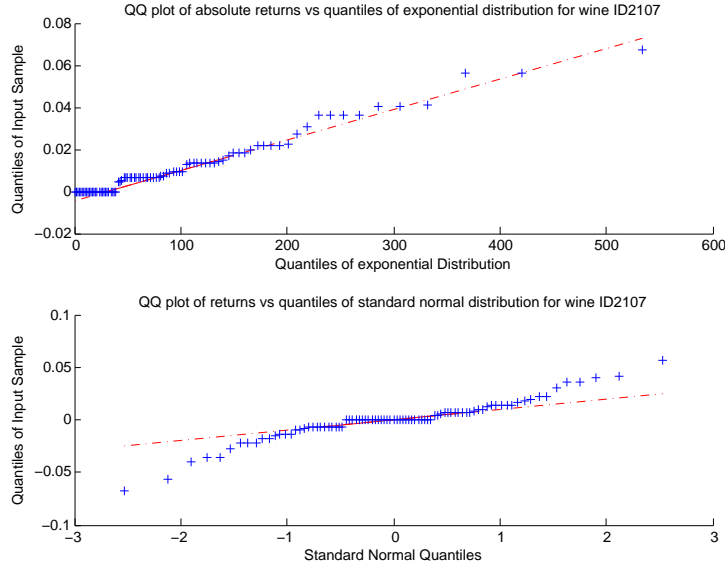 QQ plot of absolute returns vs quantiles of exponential distribution for wine ID2107
0.08
0.06
0.04
0.02
0
−0.02
Quantiles of Input Sample
0 100 200 300 400 500 600
Quantiles of exponential Distribution
QQ plot of returns vs quantiles of standard normal distribution for wine ID2107
0.1
0.05
0
−0.05
−0.1
Quantiles of Input Sample
−3 −2 −1 0 1 2 3
Standard Normal Quantiles